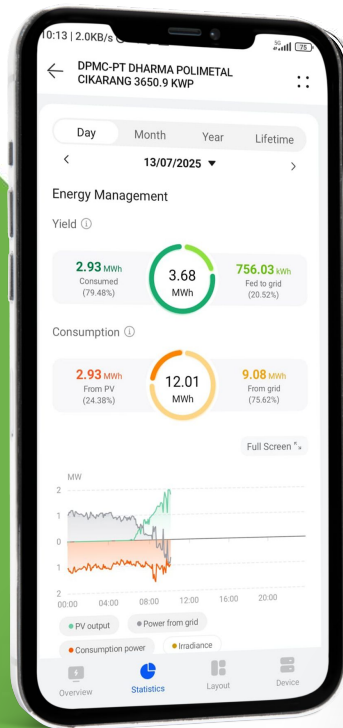 10:13 | 2.0KB/s
5G 75
DPMC-PT DHARMA POLIMETAL
CIKARANG 3650.9 KWP
Day Month Year Lifetime
< 13/07/2025 ▼ >
Energy Management
Yield
2.93 MWh
Consumed
(79.48%)
3.68
MWh
756.03 kWh
Fed to grid
(20.52%)
Consumption
2.93 MWh
From PV
(24.38%)
12.01
MWh
9.08 MWh
From grid
(75.62%)
Full Screen
MW
2
1
0
1
2
00:00 04:00 08:00 12:00 16:00 20:00
PV output Power from grid
Consumption power Irradiance
Overview Statistics Layout Device